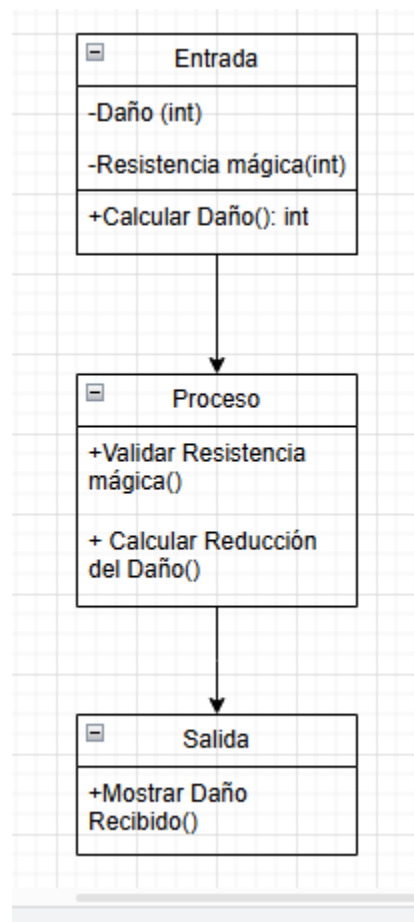 Entrada
-Daño (int)
-Resistencia mágica(int)
+Calcular Daño(): int
Proceso
+Validar Resistencia
mágica()
+ Calcular Reducción
del Daño()
Salida
+Mostrar Daño
Recibido()